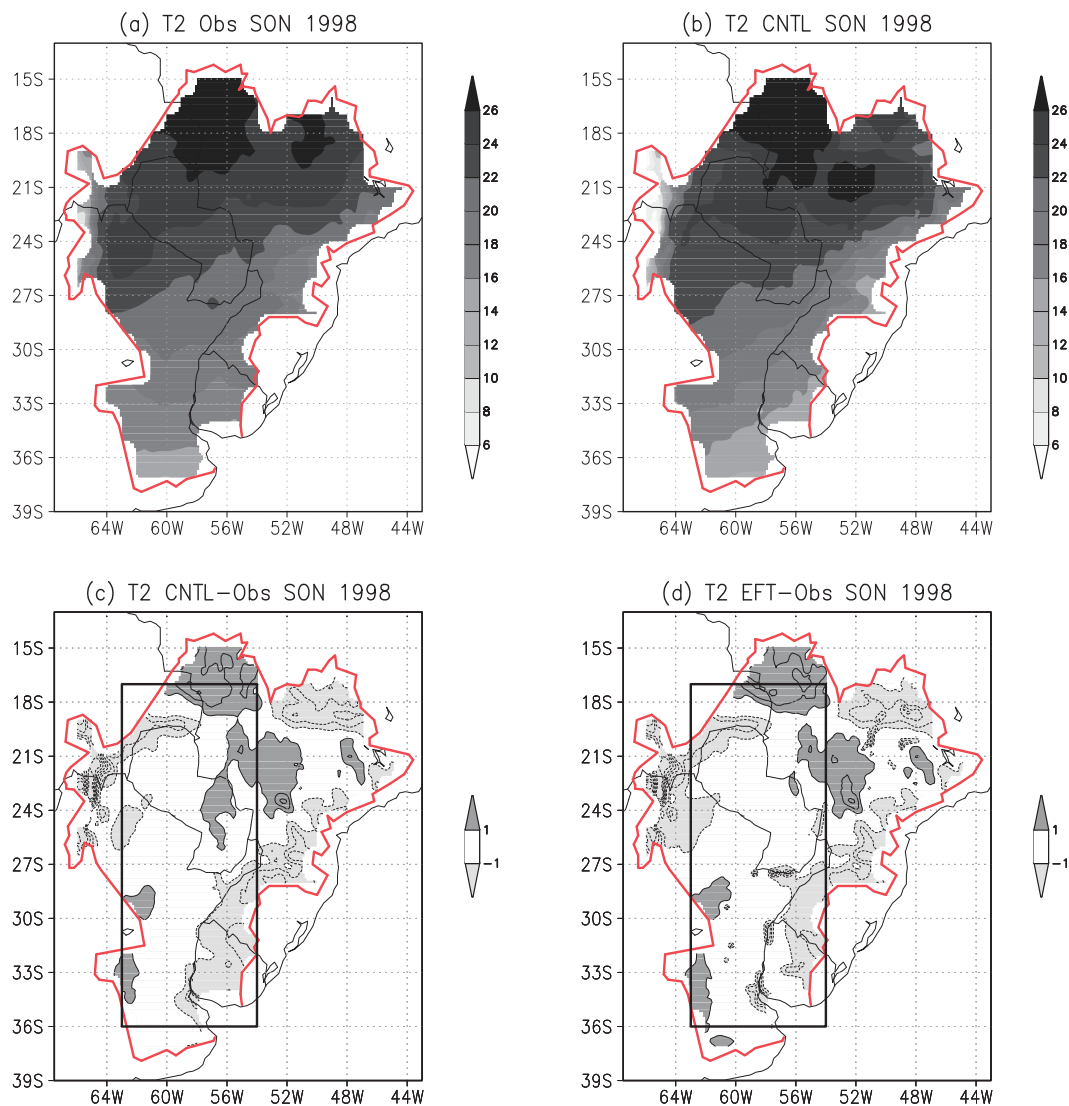 (a) T2 Obs SON 1998
15S
18S
21S
24S
27S
30S
33S
36S
39S
64W 60W 56W 52W 48W 44W
26
24
22
20
18
16
14
12
10
8
6
(b) T2 CNTL SON 1998
15S
18S
21S
24S
27S
30S
33S
36S
39S
64W 60W 56W 52W 48W 44W
26
24
22
20
18
16
14
12
10
8
6
(c) T2 CNTL-Obs SON 1998
15S
18S
21S
24S
27S
30S
33S
36S
39S
64W 60W 56W 52W 48W 44W
1
-1
(d) T2 EFT-Obs SON 1998
15S
18S
21S
24S
27S
30S
33S
36S
39S
64W 60W 56W 52W 48W 44W
1
-1